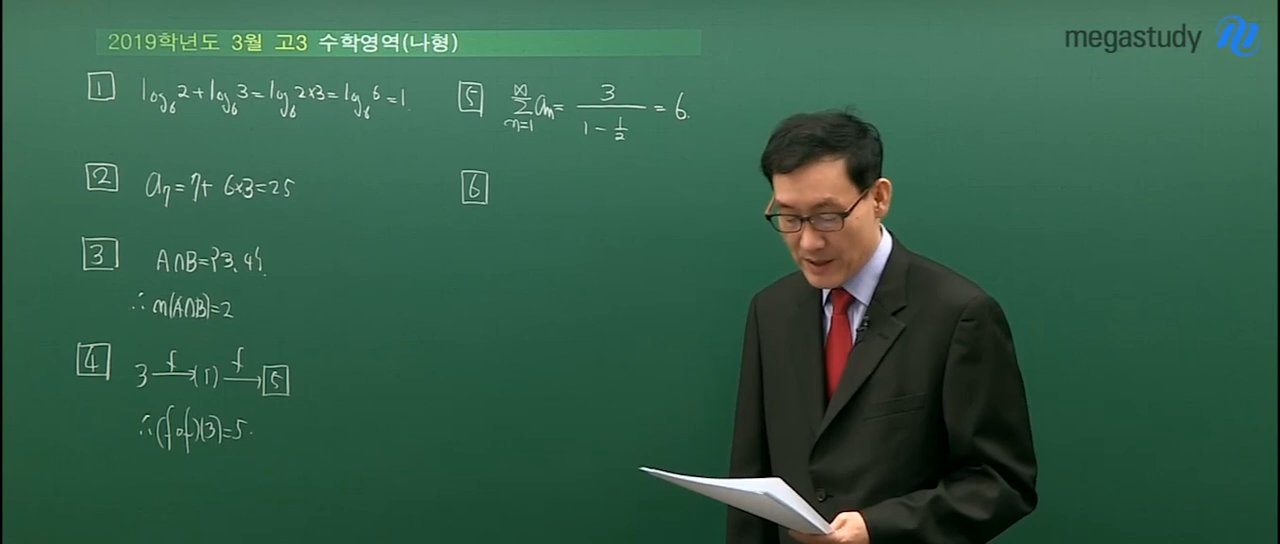 megastudy
2019학년도 3월 고3 수학영역(나형)
1 log₆2+log₆3=log₆2×3=log₆6=1.
2 a₇=7+ 6×3=25
3 A∩B={3, 4}.
∴ n(A∩B)=2
4 3 f→ (1) f→ 5
∴(f∘f)(3)=5.
5 ∞∑n=1 aₙ= 3/(1-1/2) = 6.
6